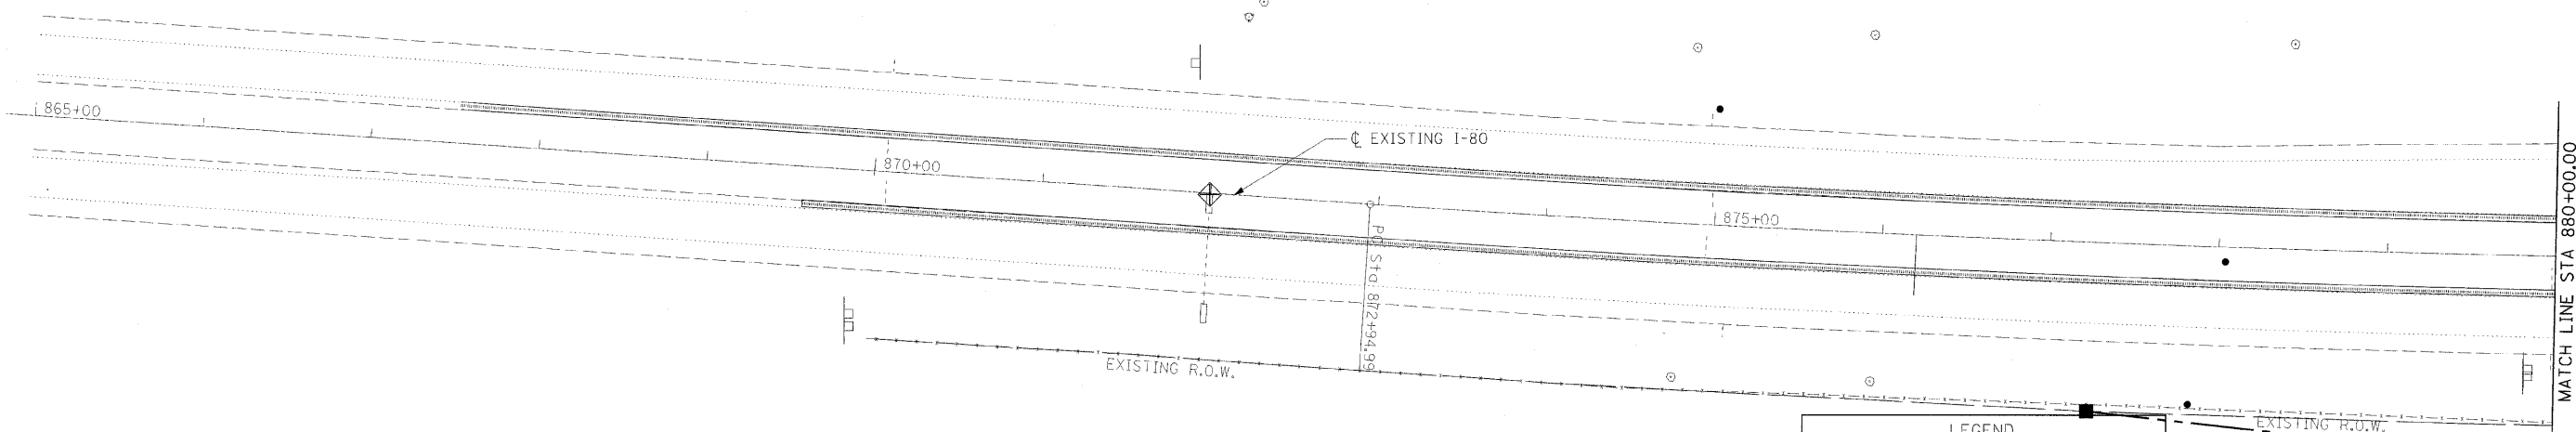 865+00
℄ EXISTING I-80
870+00
875+00
PC Sta 872+94.99
EXISTING R.O.W.
MATCH LINE STA 880+00.00
LEGEND
EXISTING R.O.W.